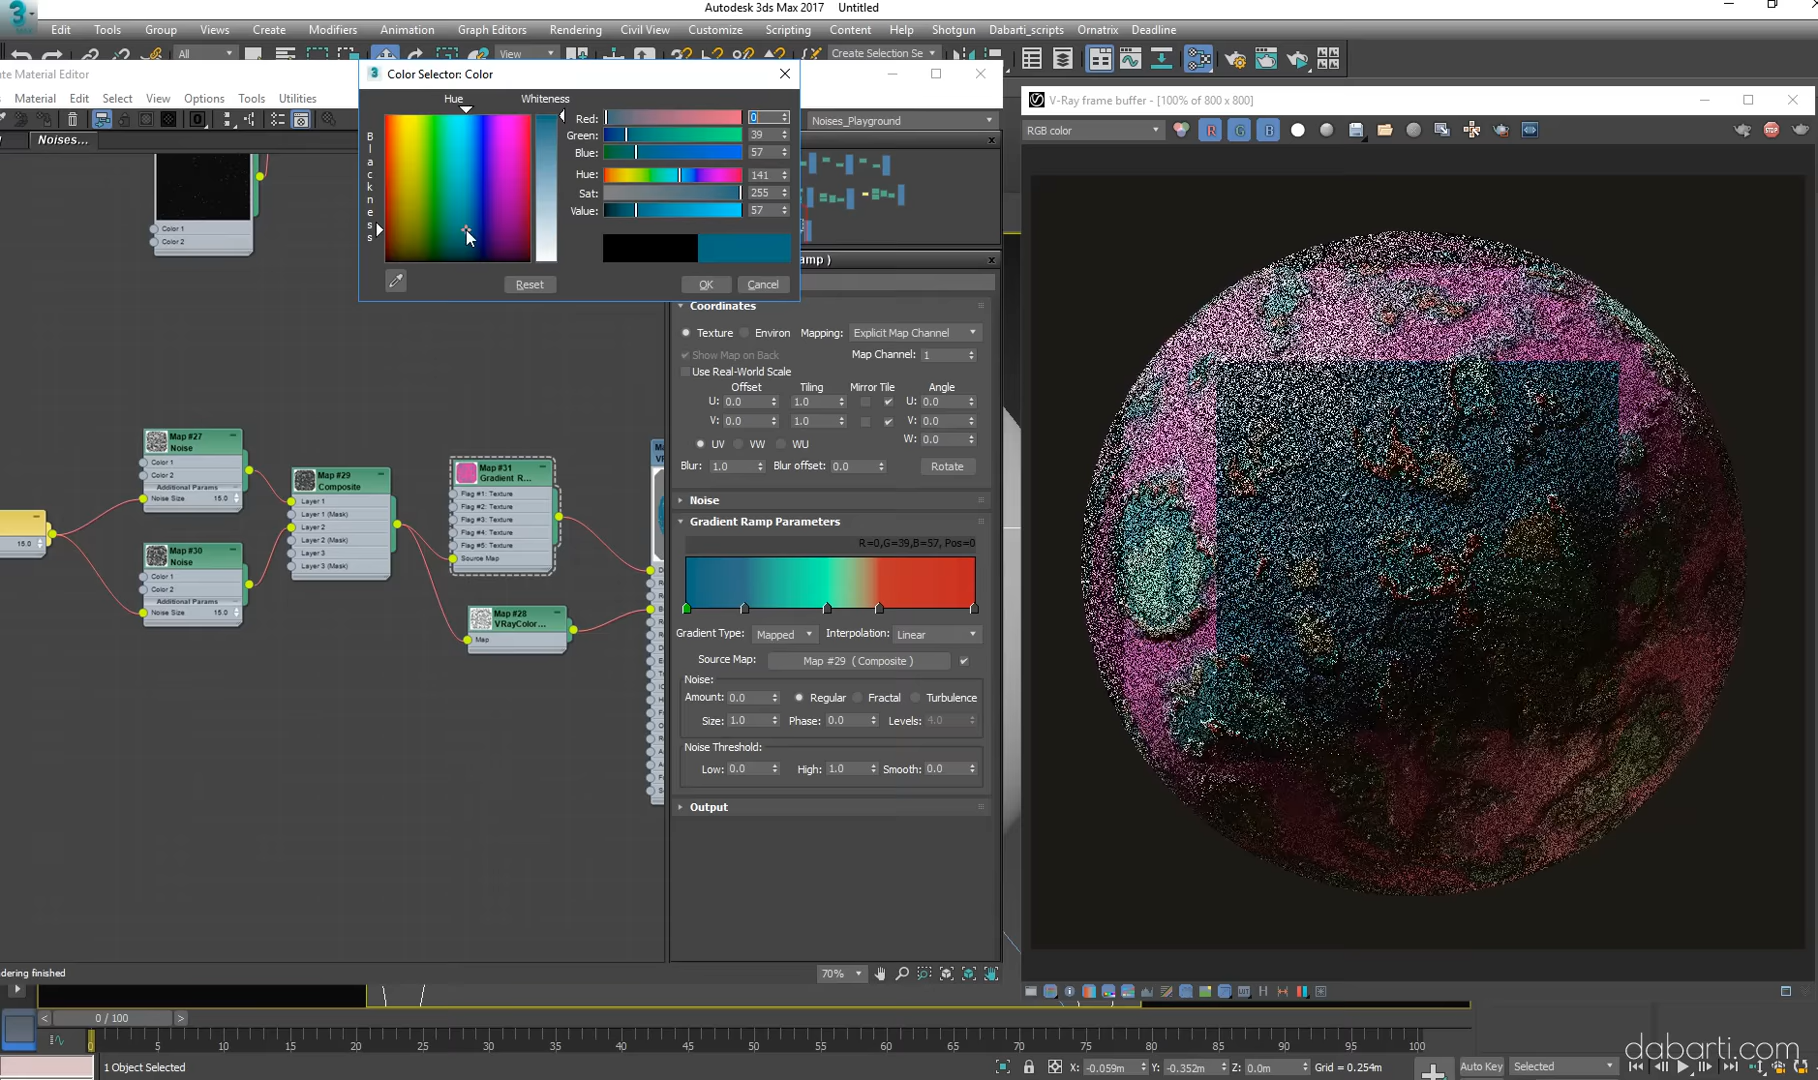 Autodesk 3ds Max 2017    Untitled
Edit Tools Group Views Create Modifiers Animation Graph Editors Rendering Civil View Customize Scripting Content Help Shotgun Dabarti_scripts Ornatrix Deadline
All View Create Selection Se
te Material Editor
Material Edit Select View Options Tools Utilities
Noises...
Noises_Playground
Color Selector: Color
Hue Whiteness
Blackness
Red: 0
Green: 39
Blue: 57
Hue: 141
Sat: 255
Value: 57
Reset OK Cancel
Color 1
Color 2
Map #27
Noise
Color 1
Color 2
Additional Params
Noise Size 15.0
Map #30
Noise
Color 1
Color 2
Additional Params
Noise Size 15.0
15.0
Map #29
Composite
Layer 1
Layer 1 (Mask)
Layer 2
Layer 2 (Mask)
Layer 3
Layer 3 (Mask)
Map #31
Gradient R...
Flag #1: Texture
Flag #2: Texture
Flag #3: Texture
Flag #4: Texture
Flag #5: Texture
Source Map
Map #28
VRayColor...
Map
amp )
Coordinates
Texture Environ Mapping: Explicit Map Channel
Show Map on Back Map Channel: 1
Use Real-World Scale
Offset Tiling Mirror Tile Angle
U: 0.0 1.0 U: 0.0
V: 0.0 1.0 V: 0.0
W: 0.0
UV VW WU
Blur: 1.0 Blur offset: 0.0 Rotate
Noise
Gradient Ramp Parameters
R=0,G=39,B=57, Pos=0
Gradient Type: Mapped Interpolation: Linear
Source Map: Map #29 ( Composite )
Noise:
Amount: 0.0 Regular Fractal Turbulence
Size: 1.0 Phase: 0.0 Levels: 4.0
Noise Threshold:
Low: 0.0 High: 1.0 Smooth: 0.0
Output
dering finished
70%
V-Ray frame buffer - [100% of 800 x 800]
RGB color R G B
0 / 100
0 5 10 15 20 25 30 35 40 45 50 55 60 65 70 75 80 85 90 95 100
1 Object Selected X: -0.059m Y: -0.352m Z: 0.0m Grid = 0.254m Auto Key Selected
dabarti.com